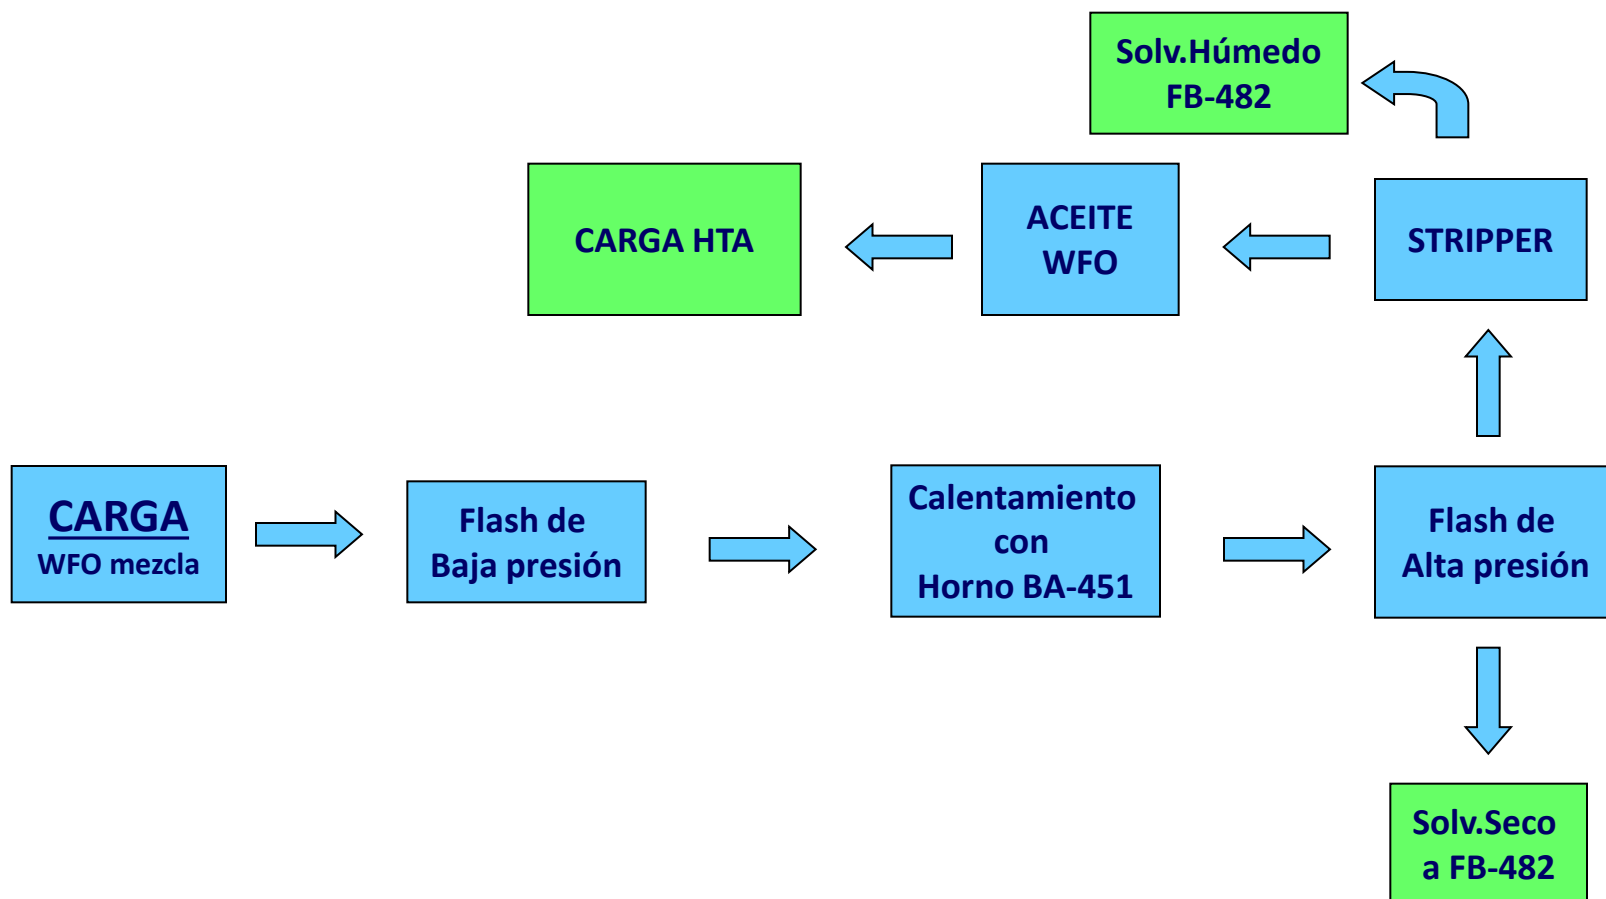 Solv.Húmedo
FB-482
CARGA HTA
ACEITE
WFO
STRIPPER
CARGA
WFO mezcla
Flash de
Baja presión
Calentamiento
con
Horno BA-451
Flash de
Alta presión
Solv.Seco
a FB-482